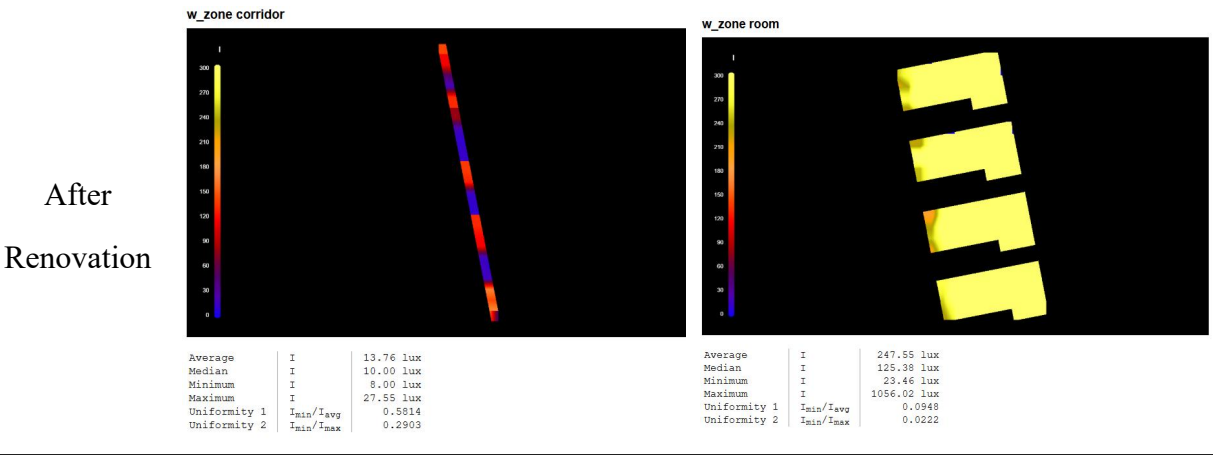 w_zone corridor
I
300
270
240
210
180
150
120
90
60
30
0
Average I 13.76 lux
Median I 10.00 lux
Minimum I 8.00 lux
Maximum I 27.55 lux
Uniformity 1 Imin/Iavg 0.5814
Uniformity 2 Imin/Imax 0.2903
w_zone room
I
300
270
240
210
180
150
120
90
60
30
0
Average I 247.55 lux
Median I 125.38 lux
Minimum I 23.46 lux
Maximum I 1056.02 lux
Uniformity 1 Imin/Iavg 0.0948
Uniformity 2 Imin/Imax 0.0222
After
Renovation